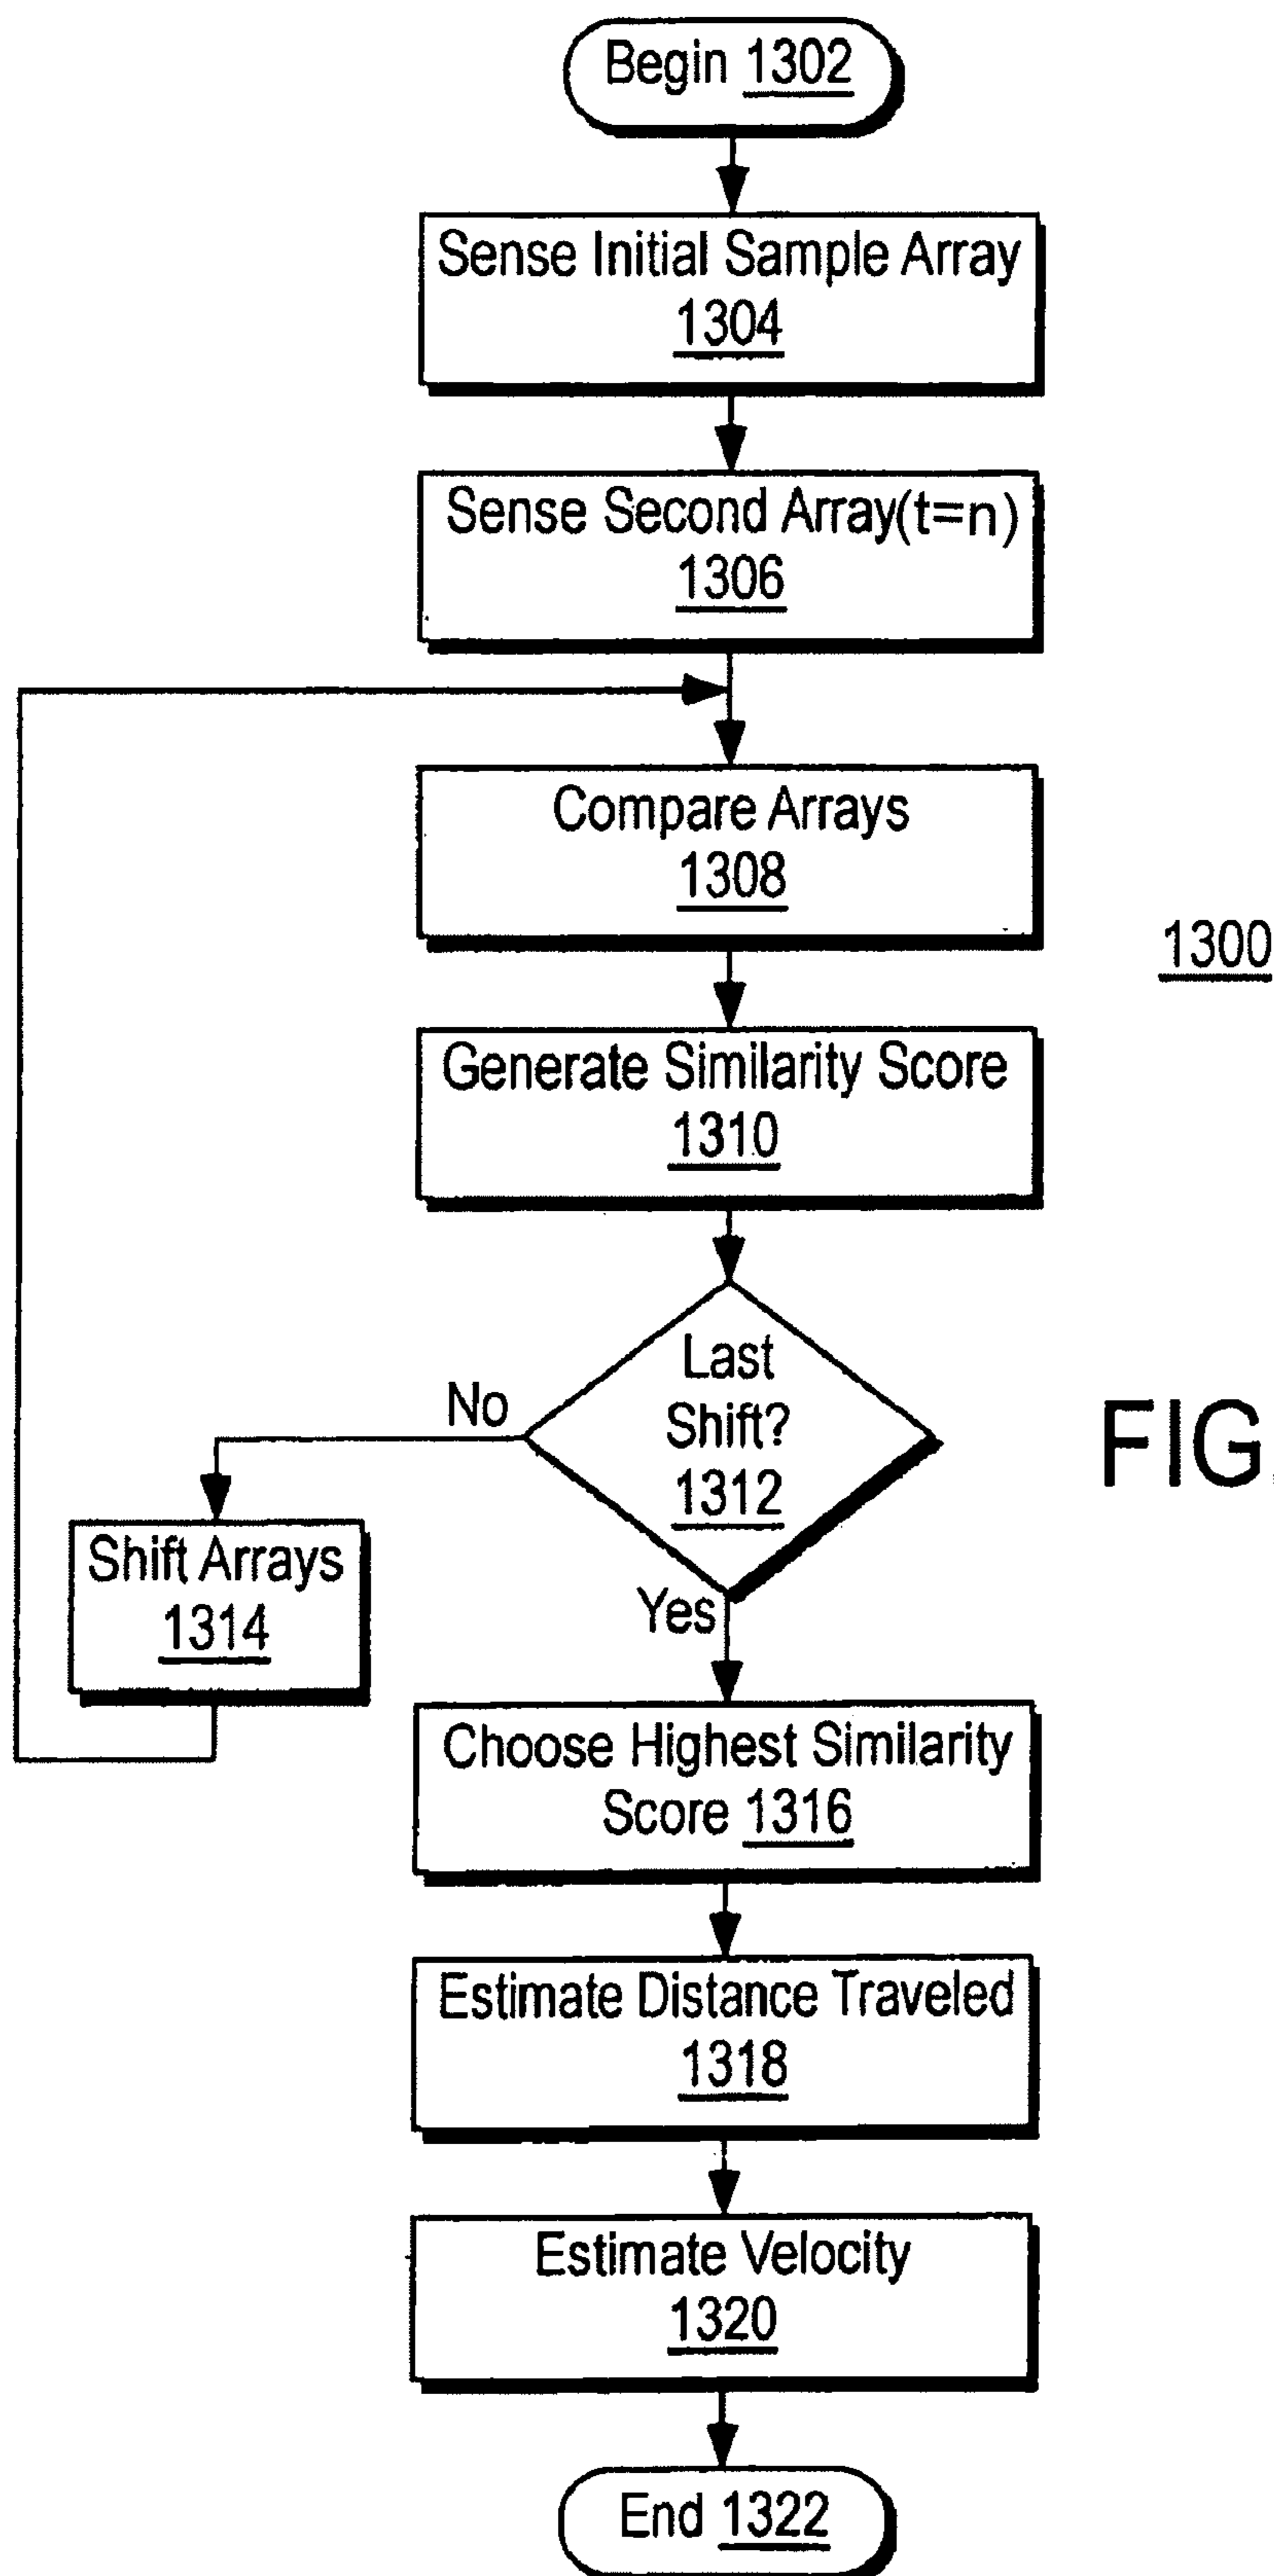 Begin 1302
Sense Initial Sample Array
1304
Sense Second Array(t=n)
1306
Compare Arrays
1308
1300
Generate Similarity Score
1310
Last
Shift?
1312
No
FIG.
Shift Arrays
1314
Yes
Choose Highest Similarity
Score 1316
Estimate Distance Traveled
1318
Estimate Velocity
1320
End 1322